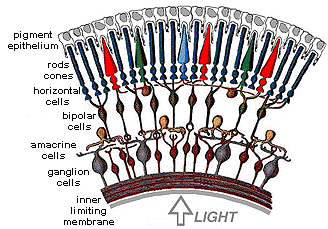 pigment
epithelium
rods
cones
horizontal
cells
bipolar
cells
amacrine
cells
ganglion
cells
inner
limiting
membrane
LIGHT